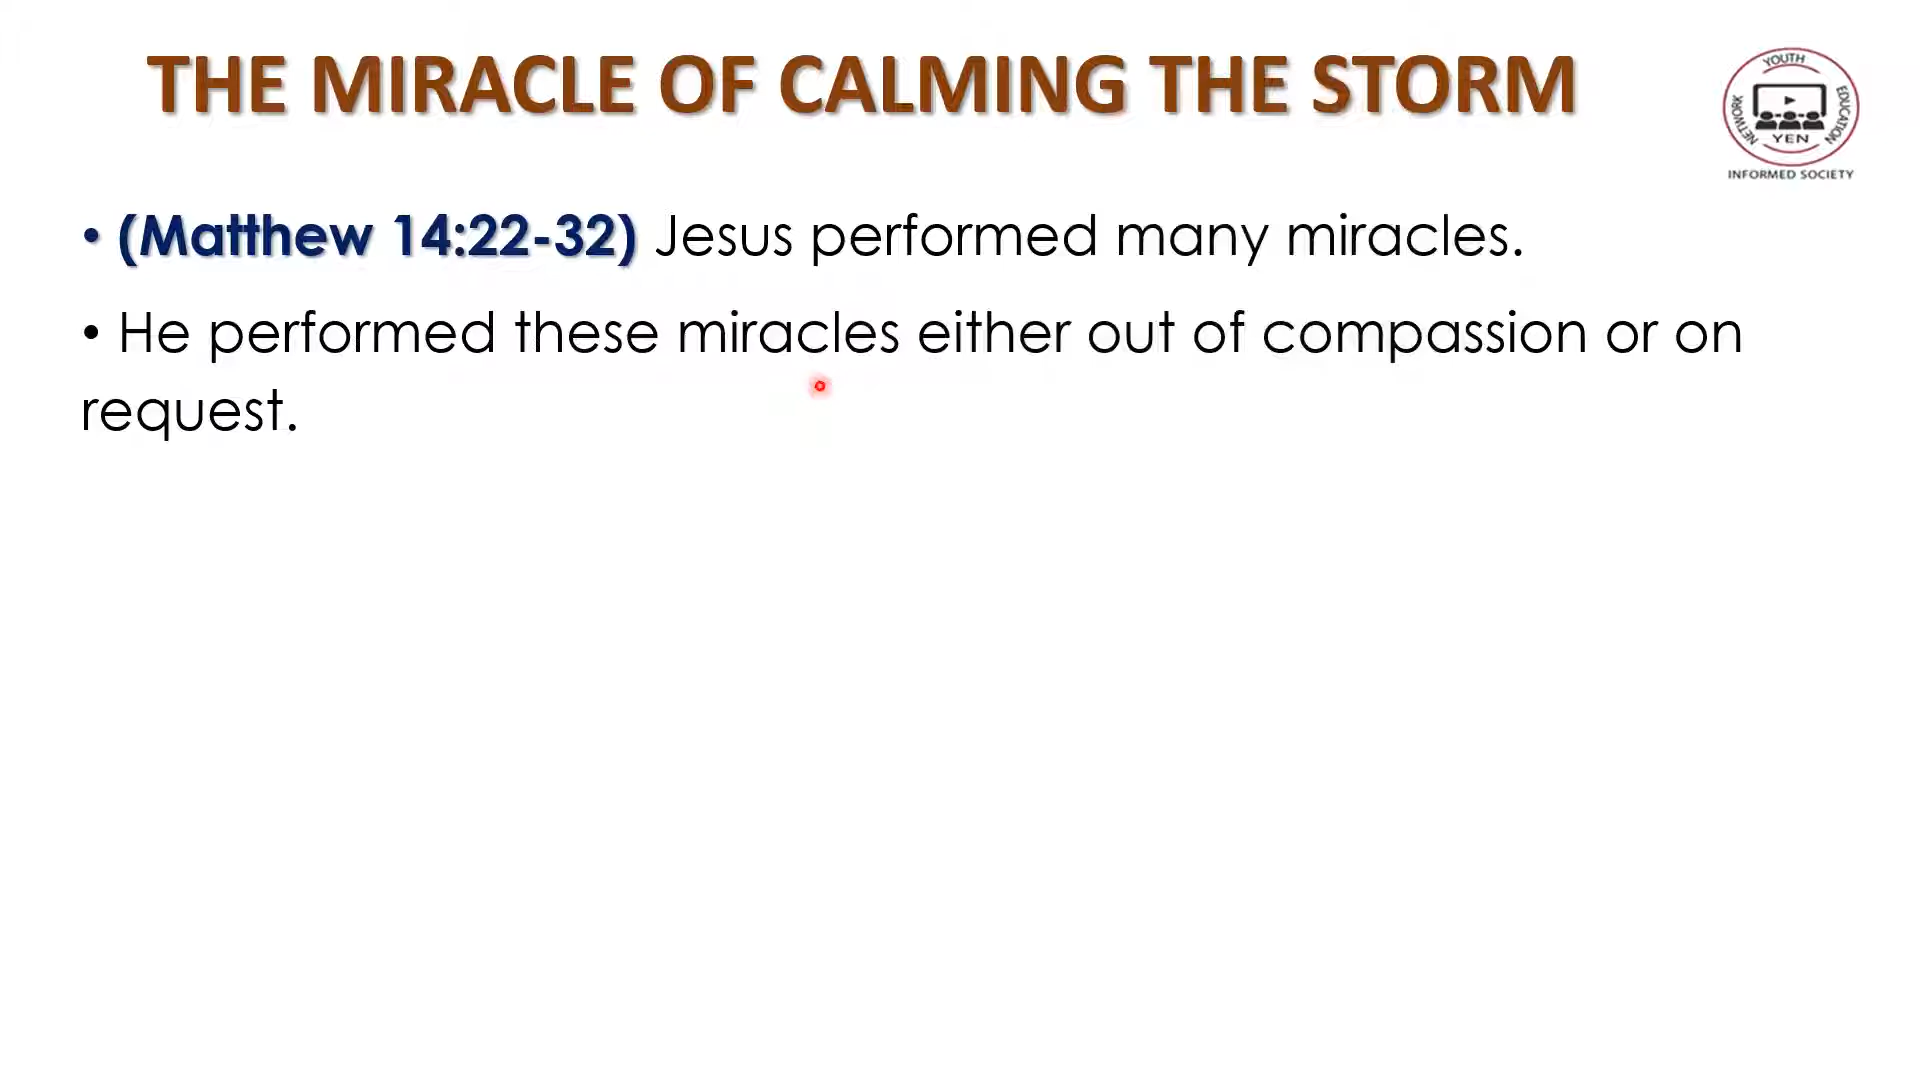 THE MIRACLE OF CALMING THE STORM
YOUTH
EDUCATION
NETWORK
YEN
INFORMED SOCIETY
• (Matthew 14:22-32) Jesus performed many miracles.
• He performed these miracles either out of compassion or on
request.